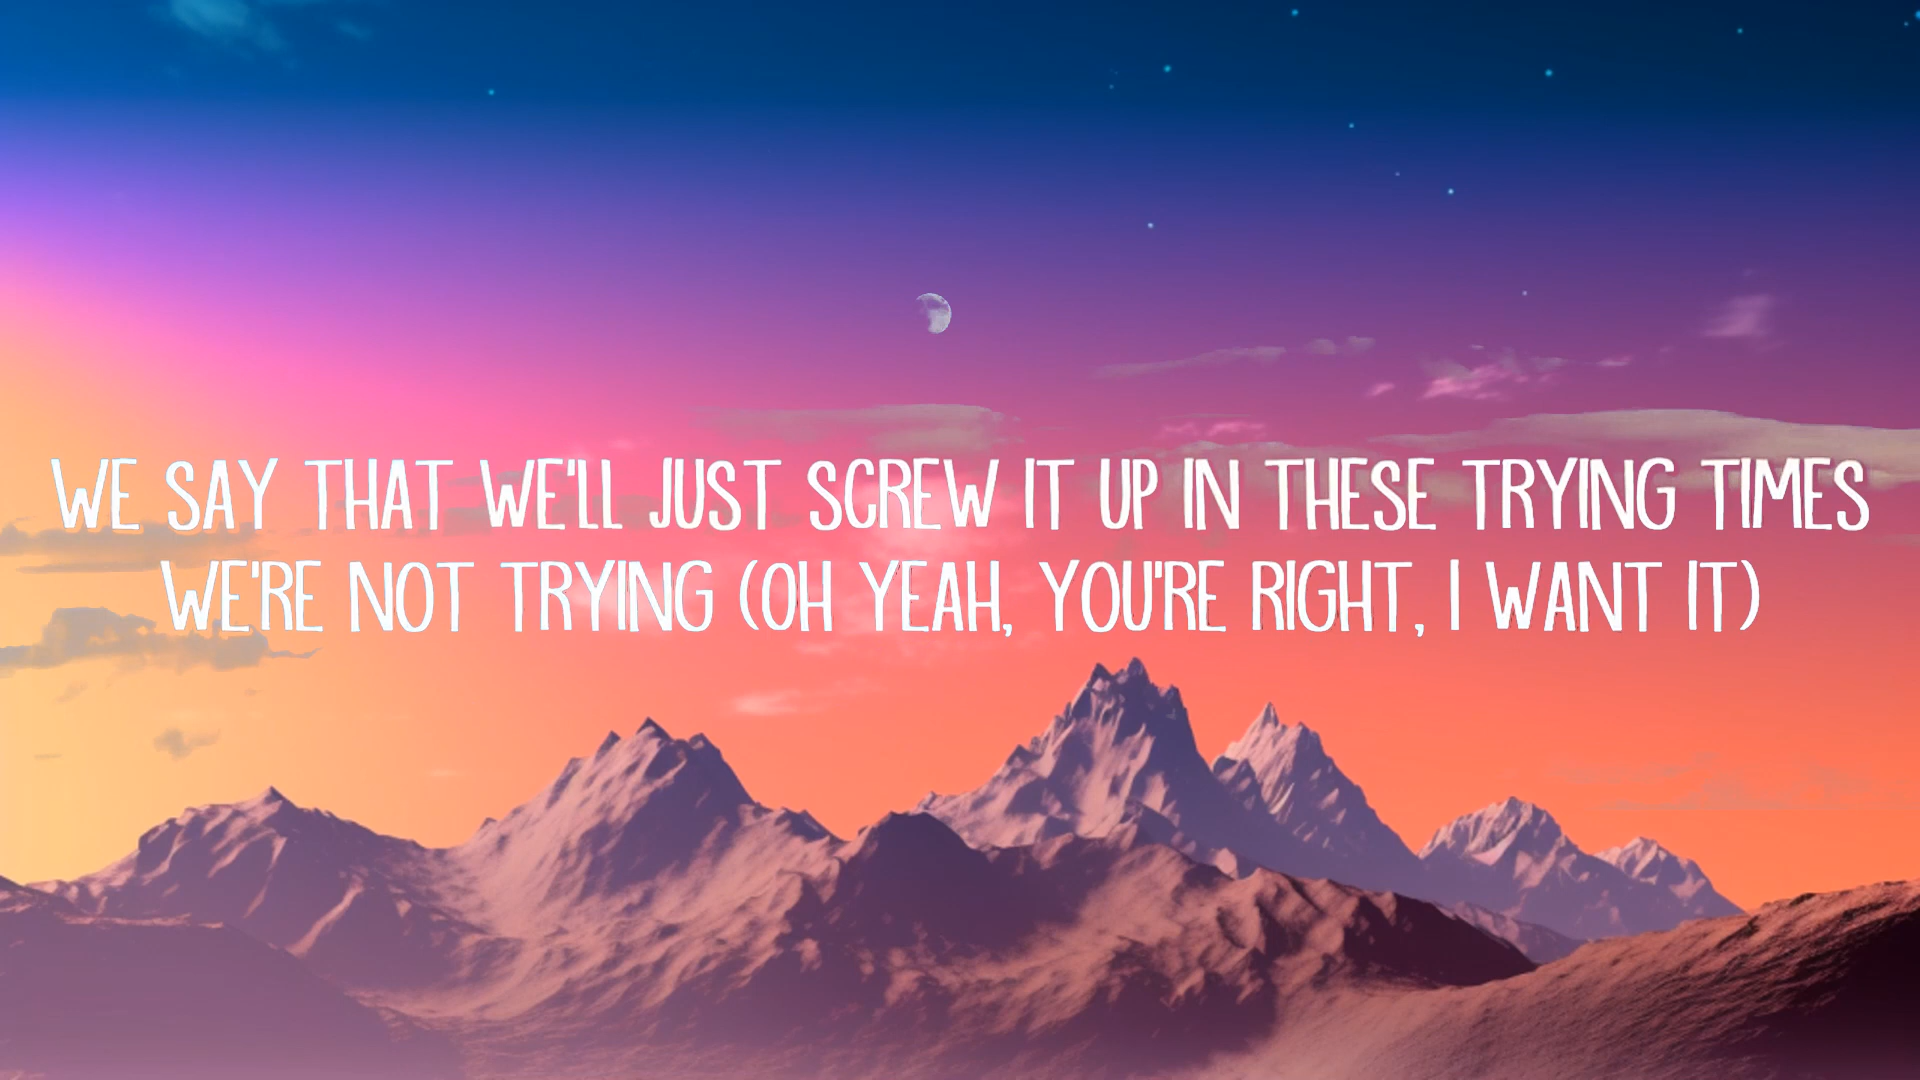 WE SAY THAT WE'LL JUST SCREW IT UP IN THESE TRYING TIMES
WE'RE NOT TRYING (OH YEAH, YOU'RE RIGHT, I WANT IT)